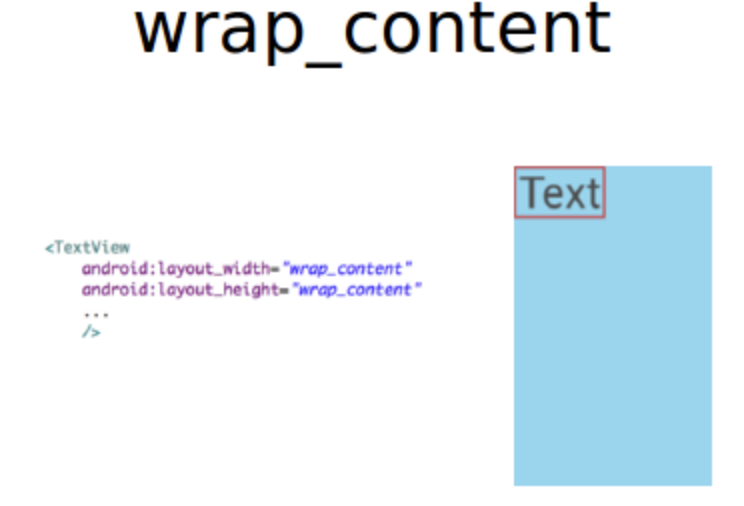 wrap_content
Text
<TextView
android:layout_width="wrap_content"
android:layout_height="wrap_content"
...
/>